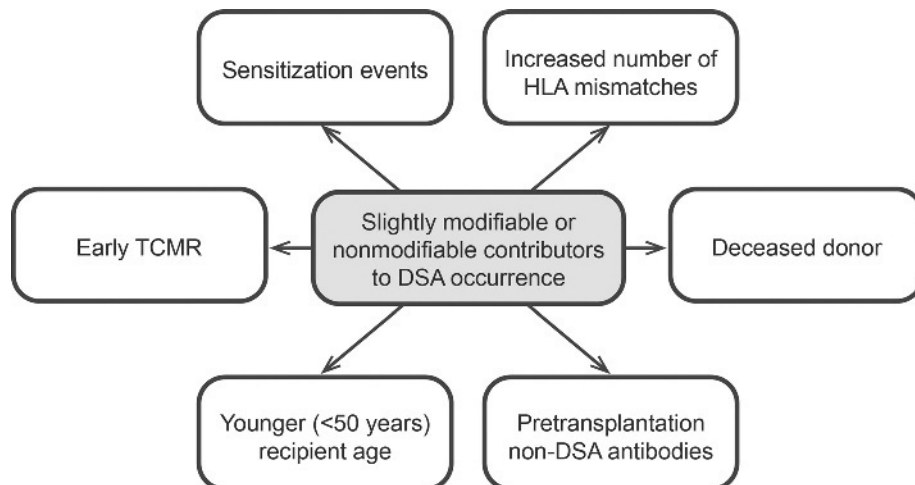 Sensitization events
Increased number of
HLA mismatches
Early TCMR
Slightly modifiable or
nonmodifiable contributors
to DSA occurrence
Deceased donor
Younger (<50 years)
recipient age
Pretransplantation
non-DSA antibodies